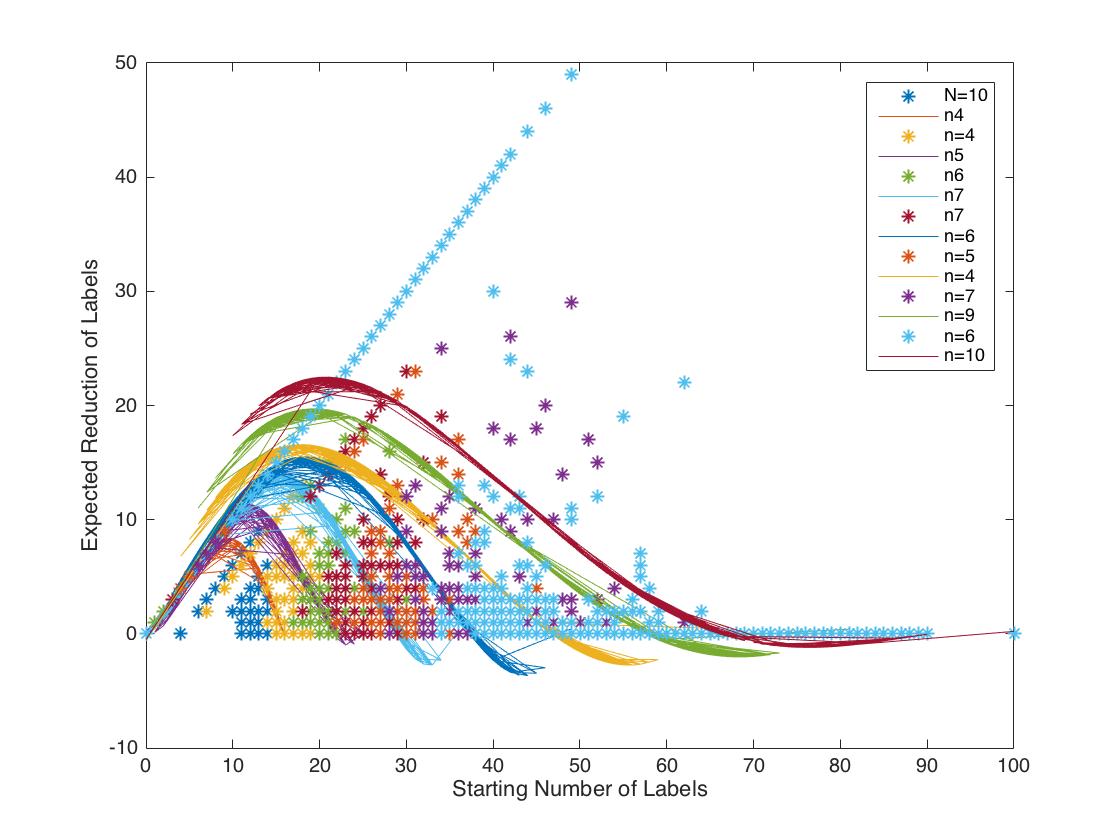 50
40
30
20
10
0
-10
Expected Reduction of Labels
N=10
n4
n=4
n5
n6
n7
n7
n=6
n=5
n=4
n=7
n=9
n=6
n=10
0 10 20 30 40 50 60 70 80 90 100
Starting Number of Labels